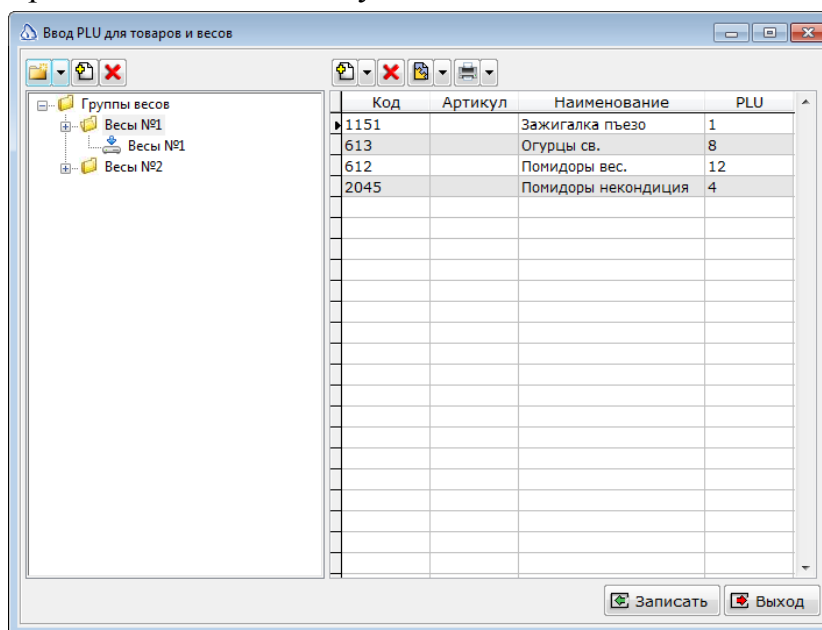 Ввод PLU для товаров и весов
Группы весов
Весы №1
Весы №1
Весы №2
Код Артикул Наименование PLU
1151 Зажигалка пъезо 1
613 Огурцы св. 8
612 Помидоры вес. 12
2045 Помидоры некондиция 4
Записать Выход